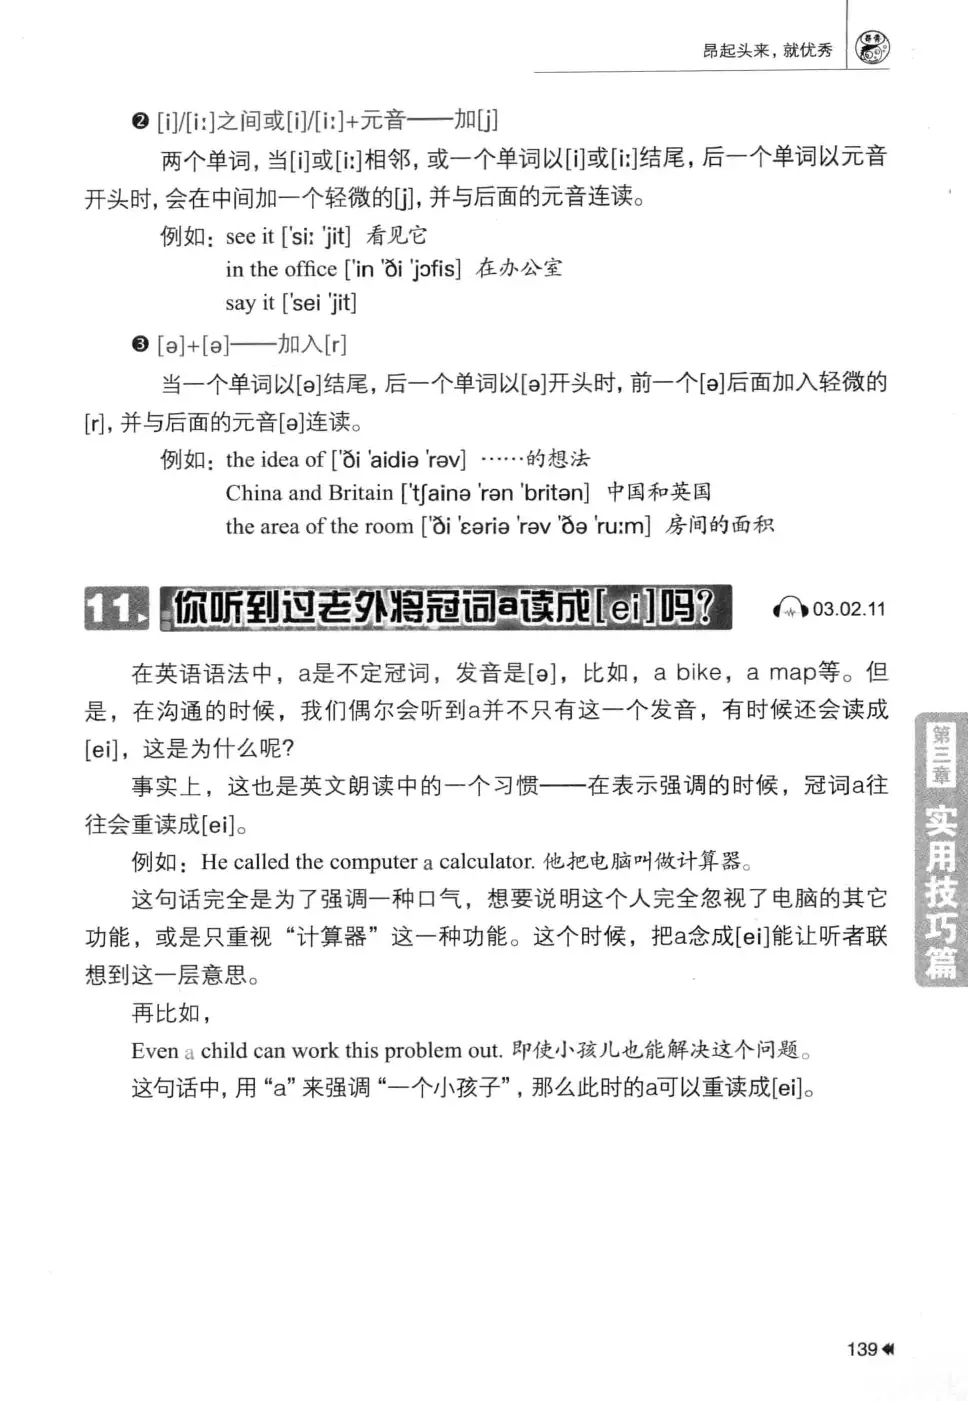 昂起头来，就优秀
❷ [i]/[iː]之间或[i]/[iː]+元音——加[j]
两个单词，当[i]或[iː]相邻，或一个单词以[i]或[iː]结尾，后一个单词以元音
开头时，会在中间加一个轻微的[j]，并与后面的元音连读。
例如：see it ['siː 'jit] 看见它
in the office ['in 'ði 'jɔfis] 在办公室
say it ['sei 'jit]
❸ [ə]+[ə]——加入[r]
当一个单词以[ə]结尾，后一个单词以[ə]开头时，前一个[ə]后面加入轻微的
[r]，并与后面的元音[ə]连读。
例如：the idea of ['ði 'aidiə 'rəv] ……的想法
China and Britain ['tʃainə 'rən 'britən] 中国和英国
the area of the room ['ði 'ɛəriə 'rəv 'ðə 'ruːm] 房间的面积
11. 你听到过老外将冠词a读成[ei]吗？ 03.02.11
在英语语法中，a是不定冠词，发音是[ə]，比如，a bike，a map等。但
是，在沟通的时候，我们偶尔会听到a并不只有这一个发音，有时候还会读成
[ei]，这是为什么呢？
事实上，这也是英文朗读中的一个习惯——在表示强调的时候，冠词a往
往会重读成[ei]。
例如：He called the computer a calculator. 他把电脑叫做计算器。
这句话完全是为了强调一种口气，想要说明这个人完全忽视了电脑的其它
功能，或是只重视“计算器”这一种功能。这个时候，把a念成[ei]能让听者联
想到这一层意思。
再比如，
Even a child can work this problem out. 即使小孩儿也能解决这个问题。
这句话中，用“a”来强调“一个小孩子”，那么此时的a可以重读成[ei]。
第三章
实用技巧篇
139